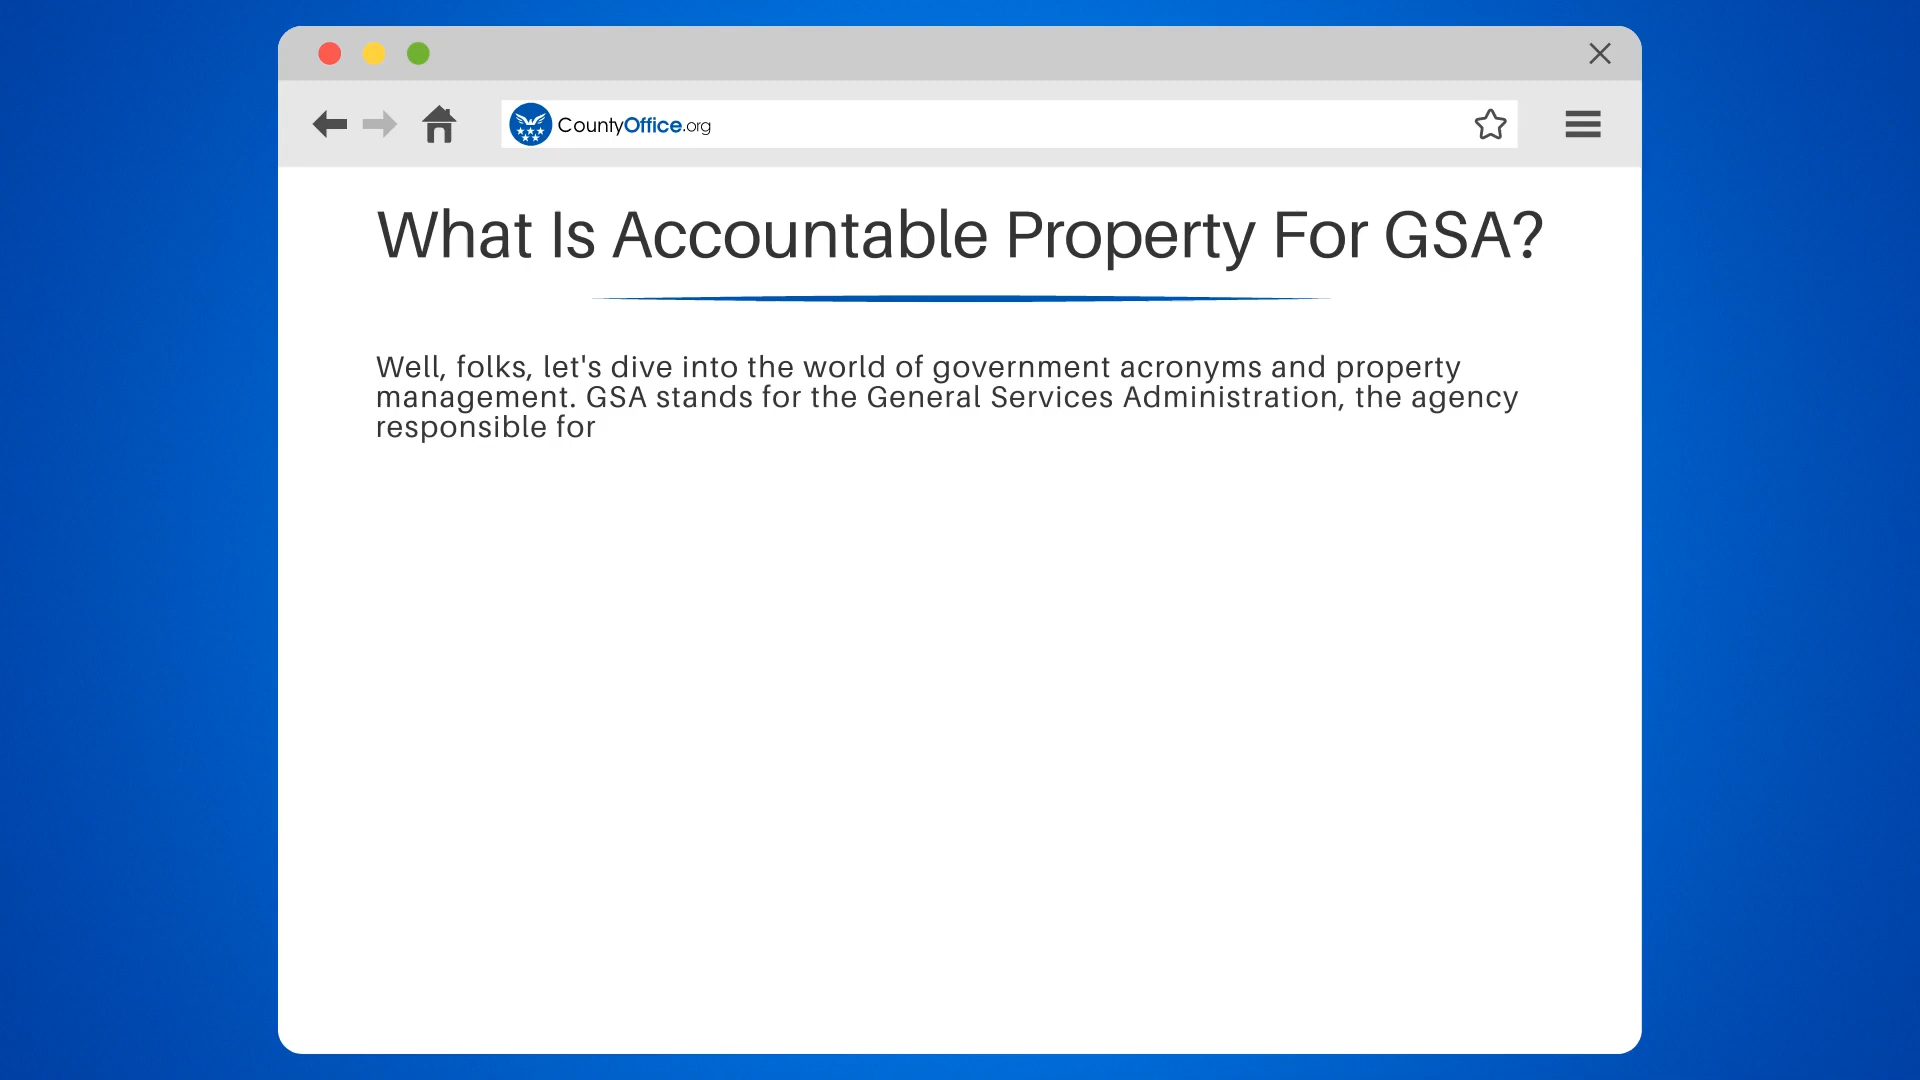 CountyOffice.org
What Is Accountable Property For GSA?
Well, folks, let's dive into the world of government acronyms and property
management. GSA stands for the General Services Administration, the agency
responsible for